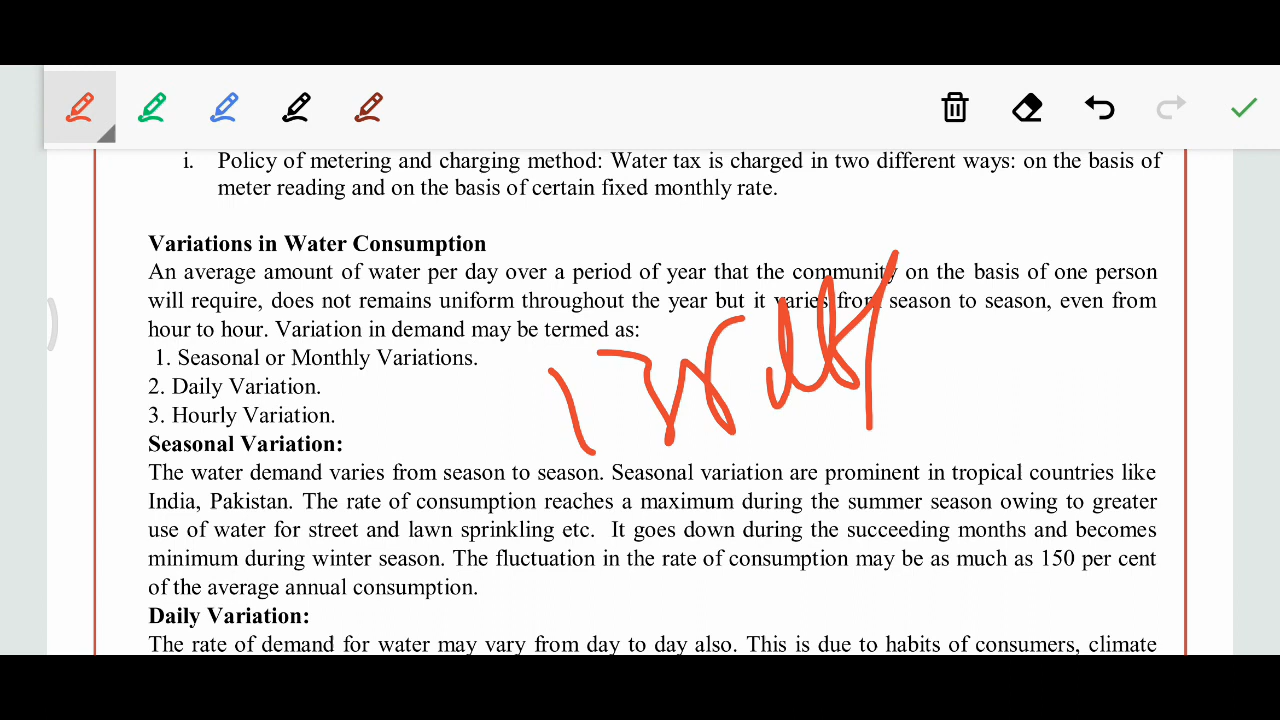 i. Policy of metering and charging method: Water tax is charged in two different ways: on the basis of
meter reading and on the basis of certain fixed monthly rate.
Variations in Water Consumption
An average amount of water per day over a period of year that the community on the basis of one person
will require, does not remains uniform throughout the year but it varies from season to season, even from
hour to hour. Variation in demand may be termed as:
1. Seasonal or Monthly Variations.
2. Daily Variation.
3. Hourly Variation.
Seasonal Variation:
The water demand varies from season to season. Seasonal variation are prominent in tropical countries like
India, Pakistan. The rate of consumption reaches a maximum during the summer season owing to greater
use of water for street and lawn sprinkling etc. It goes down during the succeeding months and becomes
minimum during winter season. The fluctuation in the rate of consumption may be as much as 150 per cent
of the average annual consumption.
Daily Variation:
The rate of demand for water may vary from day to day also. This is due to habits of consumers, climate